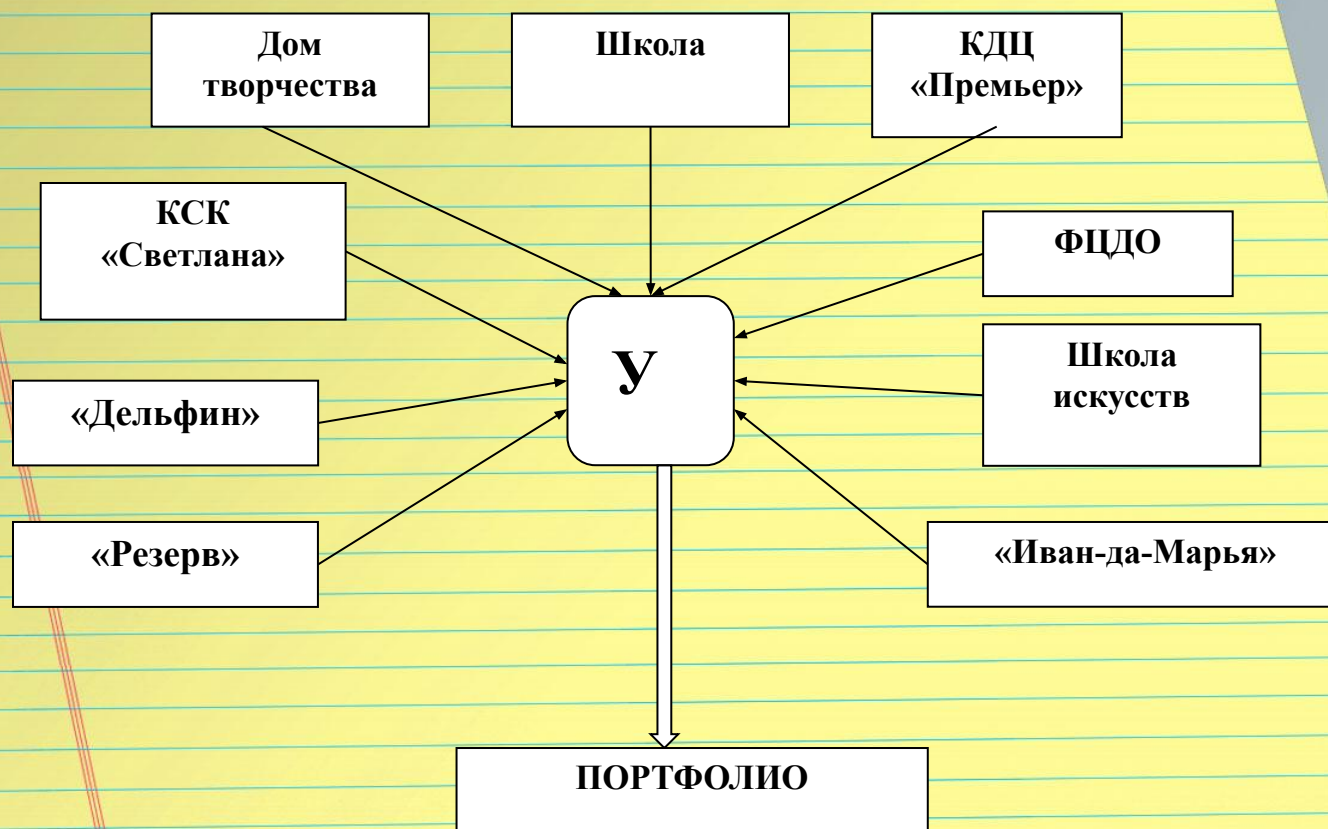 Дом
творчества
Школа
КДЦ
«Премьер»
КСК
«Светлана»
ФЦДО
У
Школа
искусств
«Дельфин»
«Резерв»
«Иван-да-Марья»
ПОРТФОЛИО